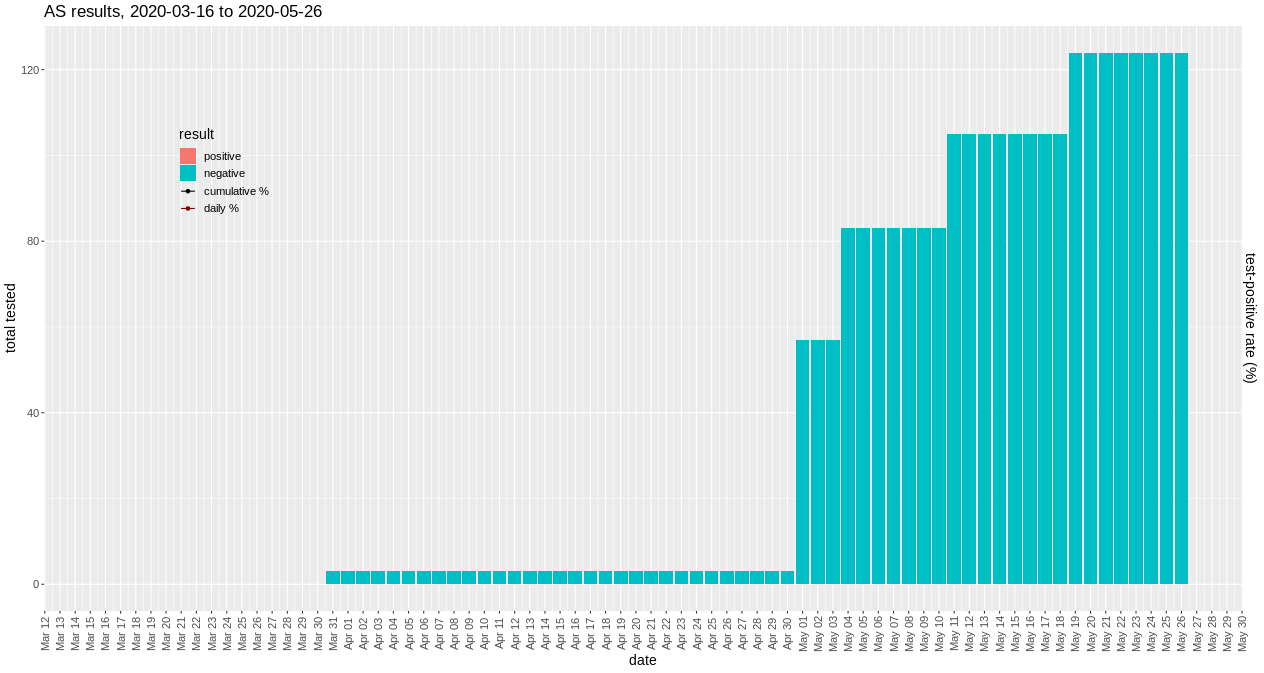 AS results, 2020-03-16 to 2020-05-26
total tested
120
80
40
0
result
positive
negative
cumulative %
daily %
test-positive rate (%)
Mar 12
Mar 13
Mar 14
Mar 15
Mar 16
Mar 17
Mar 18
Mar 19
Mar 20
Mar 21
Mar 22
Mar 23
Mar 24
Mar 25
Mar 26
Mar 27
Mar 28
Mar 29
Mar 30
Mar 31
Apr 01
Apr 02
Apr 03
Apr 04
Apr 05
Apr 06
Apr 07
Apr 08
Apr 09
Apr 10
Apr 11
Apr 12
Apr 13
Apr 14
Apr 15
Apr 16
Apr 17
Apr 18
Apr 19
Apr 20
Apr 21
Apr 22
Apr 23
Apr 24
Apr 25
Apr 26
Apr 27
Apr 28
Apr 29
Apr 30
May 01
May 02
May 03
May 04
May 05
May 06
May 07
May 08
May 09
May 10
May 11
May 12
May 13
May 14
May 15
May 16
May 17
May 18
May 19
May 20
May 21
May 22
May 23
May 24
May 25
May 26
May 27
May 28
May 29
May 30
date